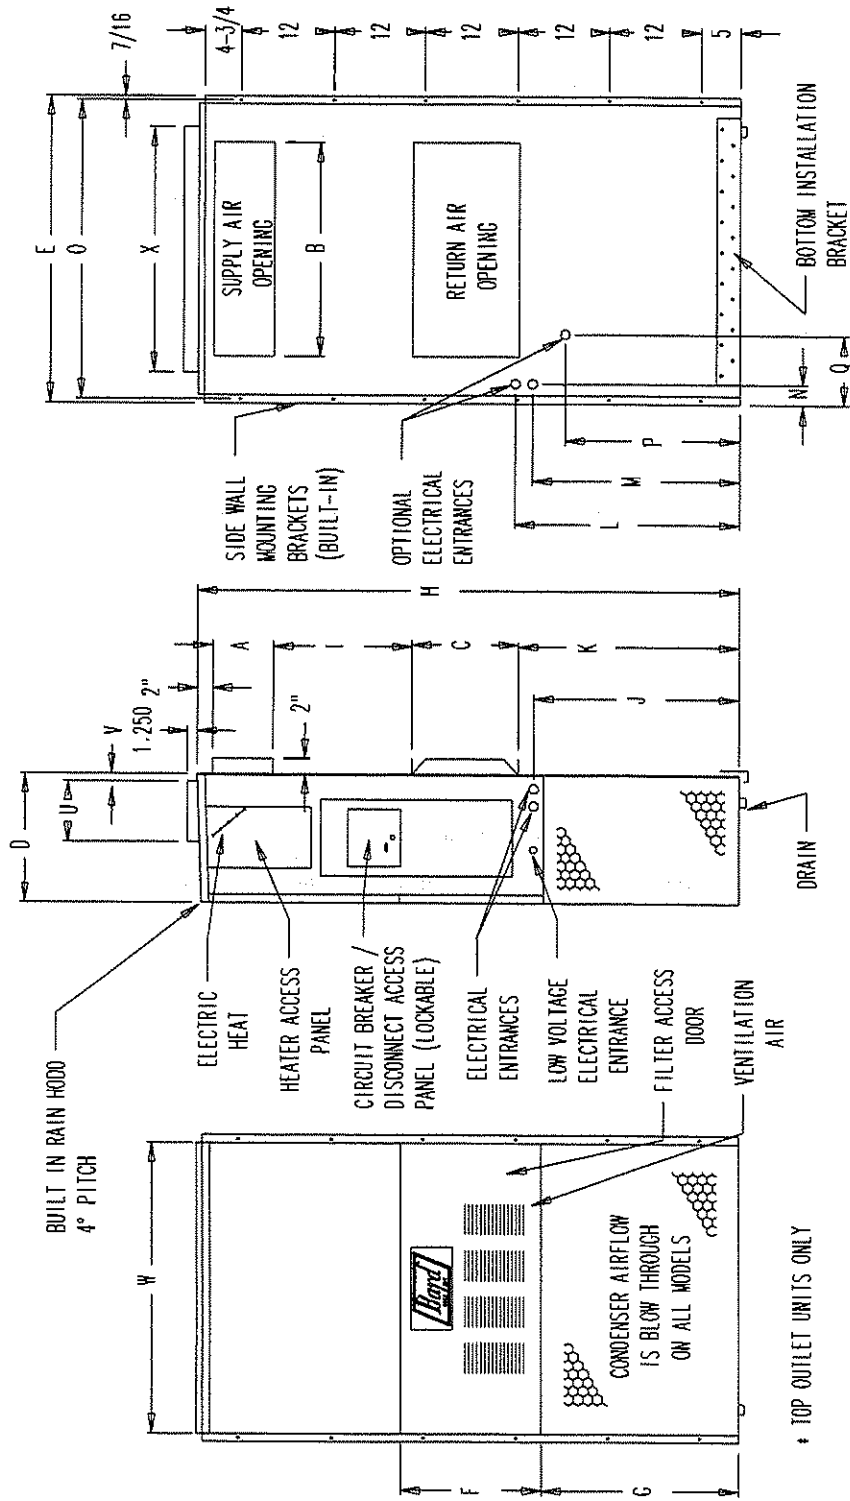 BUILT IN RAIN HODO
4° PITCH
W
F
G
Bard
CONDENSER AIRFLOW
IS BLOW THROUGH
ON ALL MODELS
* TOP OUTLET UNITS ONLY
D
U
V
1.250
2"
A
2"
I
C
K
H
J
ELECTRIC
HEAT
HEATER ACCESS
PANEL
CIRCUIT BREAKER /
DISCONNECT ACCESS
PANEL (LOCKABLE)
ELECTRICAL
ENTRANCES
LOW VOLTAGE
ELECTRICAL
ENTRANCE
FILTER ACCESS
DOOR
VENTILATION
AIR
DRAIN
E
O
X
7/16
4-3/4
12
12
12
12
12
5
SUPPLY AIR
OPENING
B
RETURN AIR
OPENING
SIDE WALL
MOUNTING
BRACKETS
(BUILT-IN)
OPTIONAL
ELECTRICAL
ENTRANCES
L
M
P
N
Q
BOTTOM INSTALLATION
BRACKET